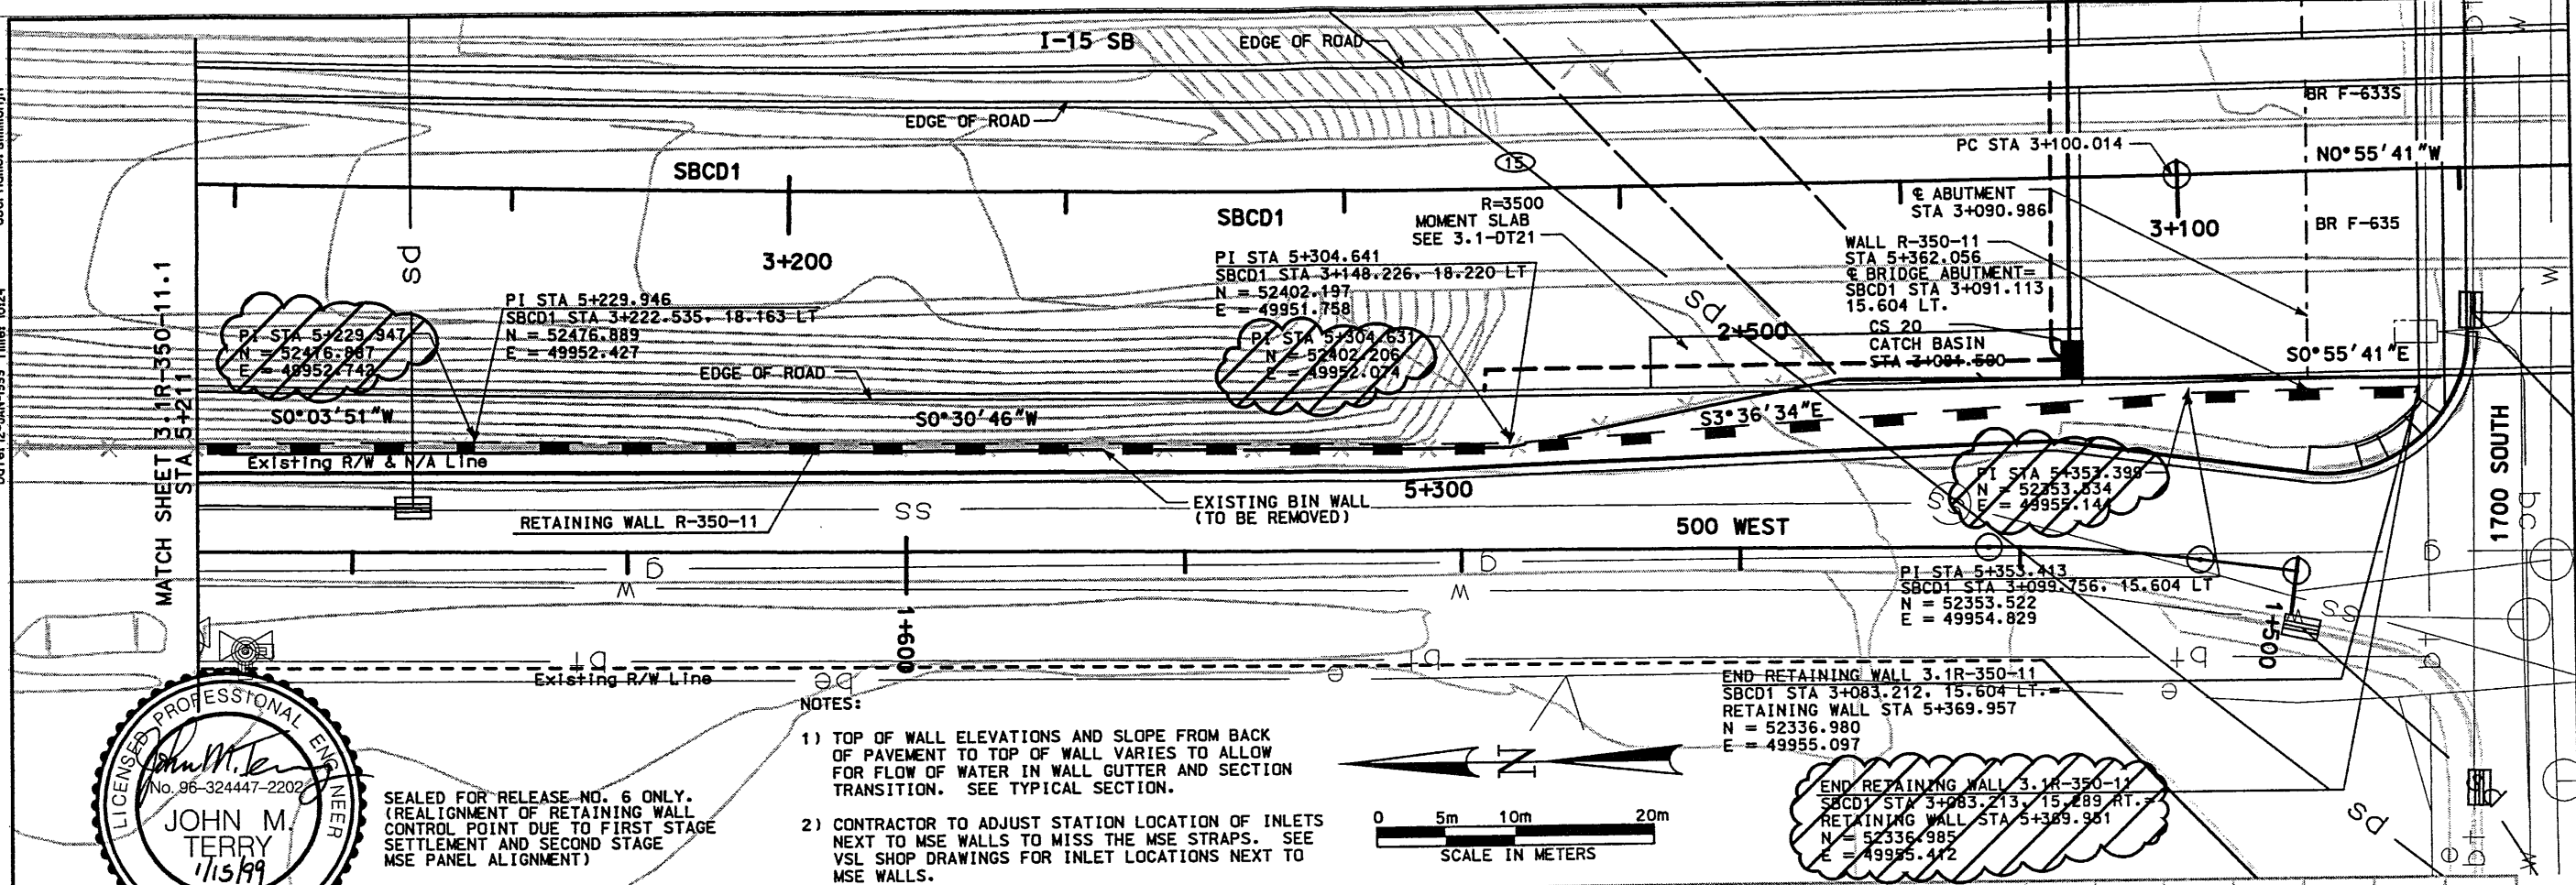 I-15 SB
EDGE OF ROAD
EDGE OF ROAD
BR F-633S
PC STA 3+100.014
N0°55'41"W
15
SBCD1
SBCD1
3+200
R=3500
MOMENT SLAB
SEE 3.1-DT21
℄ ABUTMENT
STA 3+090.986
3+100
BR F-635
WALL R-350-11
STA 5+362.056
℄ BRIDGE ABUTMENT=
SBCD1 STA 3+091.113
15.604 LT.
CS 20
CATCH BASIN
STA 3+091.500
S0°55'41"E
MATCH SHEET 3.1R-350-11.1
STA 5+211
ps
PI STA 5+229.947
N = 52476.887
E = 49952.742
PI STA 5+229.946
SBCD1 STA 3+222.535, 18.163 LT
N = 52476.889
E = 49952.427
PI STA 5+304.641
SBCD1 STA 3+148.226, 18.220 LT
N = 52402.197
E = 49951.758
PI STA 5+304.631
N = 52402.206
E = 49952.074
2+500
ps
EDGE OF ROAD
S0°03'51"W
S0°30'46"W
S3°36'34"E
Existing R/W & N/A Line
5+300
1700 SOUTH
RETAINING WALL R-350-11
SS
EXISTING BIN WALL
(TO BE REMOVED)
500 WEST
SS
PI STA 5+353.399
N = 52353.534
E = 49955.144
PI STA 5+353.413
SBCD1 STA 3+099.756, 15.604 LT
N = 52353.522
E = 49954.829
1+600
1+500
Existing R/W Line
END RETAINING WALL 3.1R-350-11
SBCD1 STA 3+083.212, 15.604 LT.=
RETAINING WALL STA 5+369.957
N = 52336.980
E = 49955.097
END RETAINING WALL 3.1R-350-11
SBCD1 STA 3+083.213, 15.289 RT.=
RETAINING WALL STA 5+369.951
N = 52336.985
E = 49955.412
NOTES:
1) TOP OF WALL ELEVATIONS AND SLOPE FROM BACK
OF PAVEMENT TO TOP OF WALL VARIES TO ALLOW
FOR FLOW OF WATER IN WALL GUTTER AND SECTION
TRANSITION. SEE TYPICAL SECTION.
2) CONTRACTOR TO ADJUST STATION LOCATION OF INLETS
NEXT TO MSE WALLS TO MISS THE MSE STRAPS. SEE
VSL SHOP DRAWINGS FOR INLET LOCATIONS NEXT TO
MSE WALLS.
N
0 5m 10m 20m
SCALE IN METERS
ps
LICENSED PROFESSIONAL ENGINEER
John M. Terry
No. 96-324447-2202
JOHN M.
TERRY
1/15/99
SEALED FOR RELEASE NO. 6 ONLY.
(REALIGNMENT OF RETAINING WALL
CONTROL POINT DUE TO FIRST STAGE
SETTLEMENT AND SECOND STAGE
MSE PANEL ALIGNMENT)